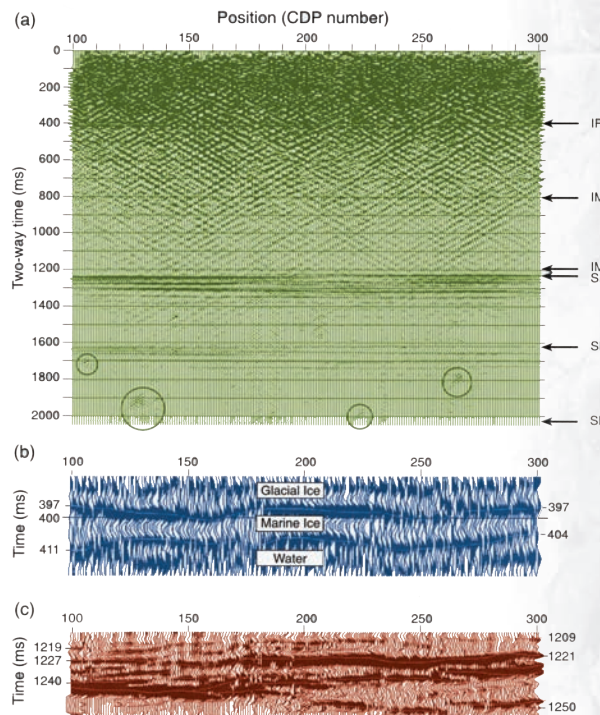 (a)
Position (CDP number)
100 150 200 250 300
Two-way time (ms)
0
200
400
600
800
1000
1200
1400
1600
1800
2000
(b)
100 150 200 250 300
Time (ms)
397
400
411
Glacial Ice
Marine Ice
Water
397
404
(c)
100 150 200 250 300
Time (ms)
1219
1227
1240
1209
1221
1250